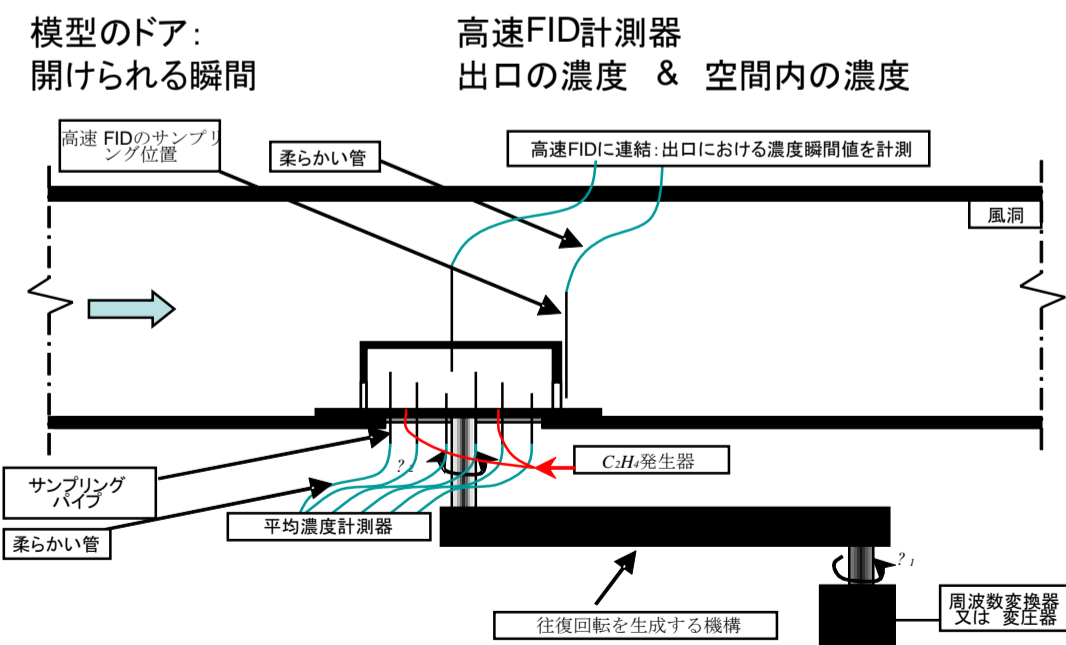 模型のドア：
開けられる瞬間
高速FID計測器
出口の濃度 & 空間内の濃度
高速 FIDのサンプリ
ング位置
柔らかい管
高速FIDに連結：出口における濃度瞬間値を計測
風洞
サンプリング
パイプ
柔らかい管
?2
C2H4発生器
平均濃度計測器
?1
往復回転を生成する機構
周波数変換器
又は 変圧器